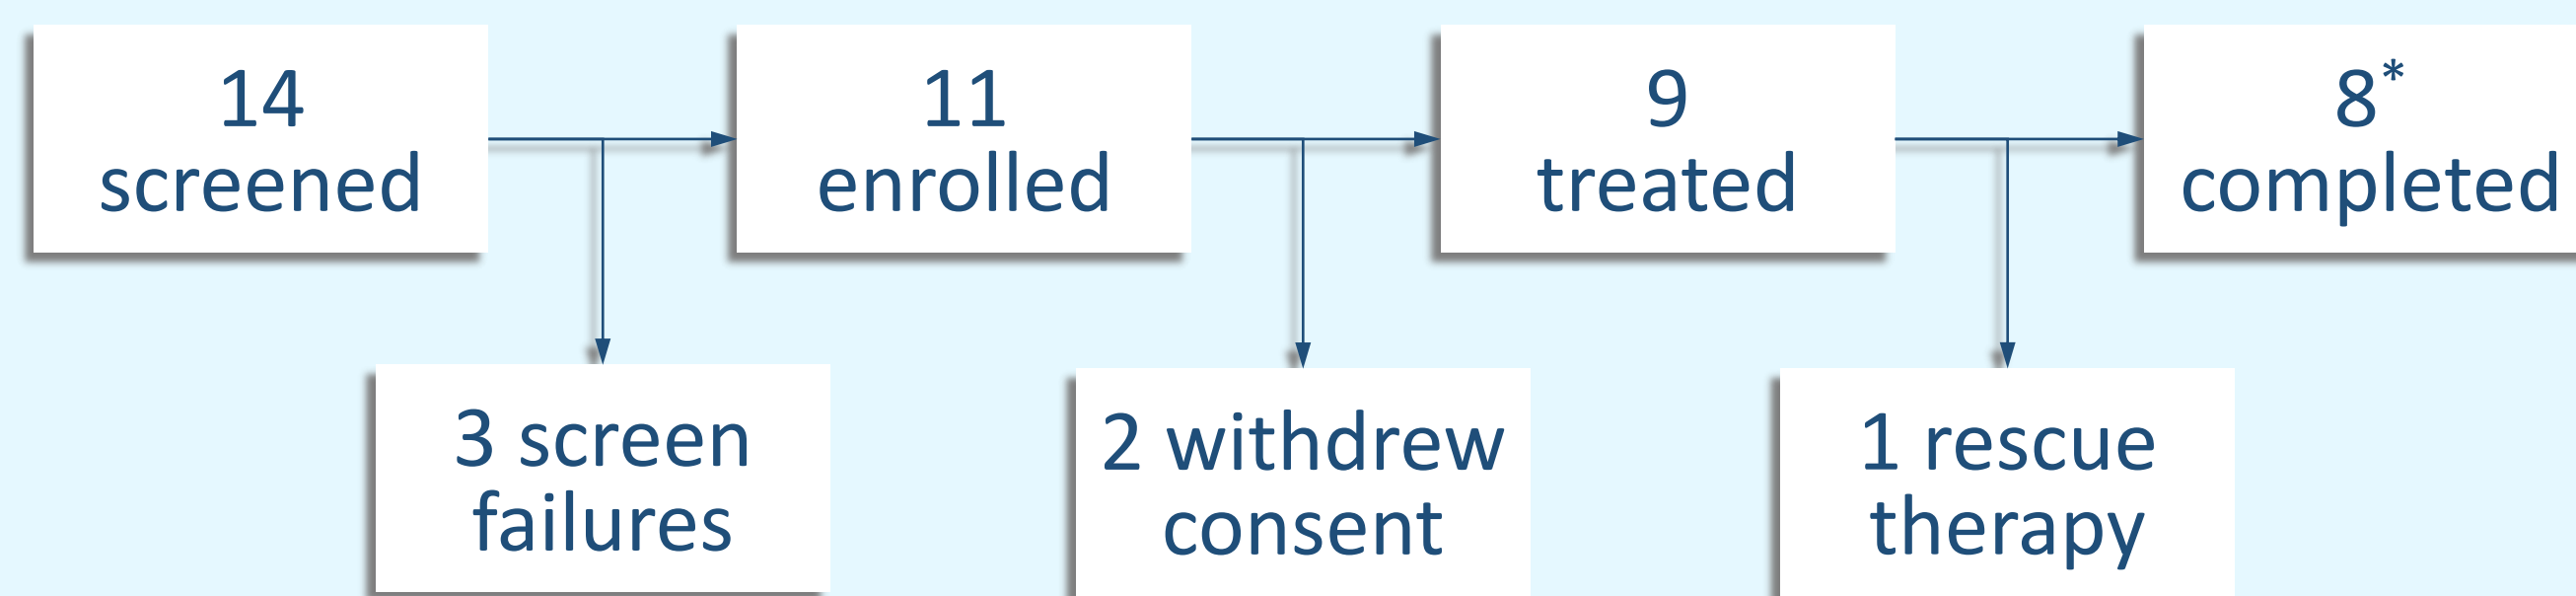 14
screened
11
enrolled
9
treated
8*
completed
3 screen
failures
2 withdrew
consent
1 rescue
therapy